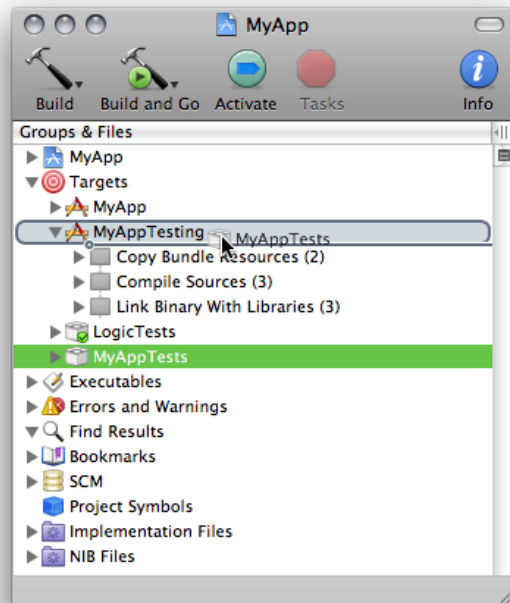 MyApp
Build Build and Go Activate Tasks Info
Groups & Files
MyApp
Targets
MyApp
MyAppTesting MyAppTests
Copy Bundle Resources (2)
Compile Sources (3)
Link Binary With Libraries (3)
LogicTests
MyAppTests
Executables
Errors and Warnings
Find Results
Bookmarks
SCM
Project Symbols
Implementation Files
NIB Files